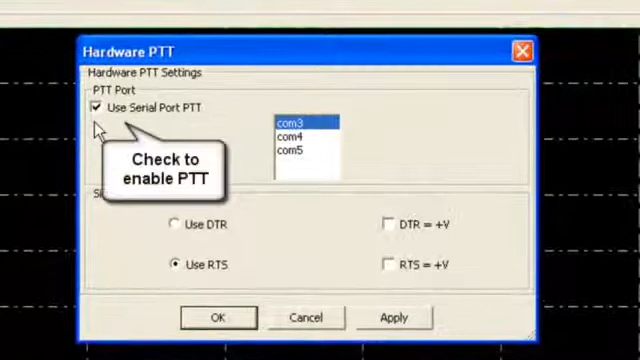 Hardware PTT
Hardware PTT Settings
PTT Port
Use Serial Port PTT
com3
com4
com5
Check to
enable PTT
Use DTR
DTR = +V
Use RTS
RTS = +V
OK
Cancel
Apply